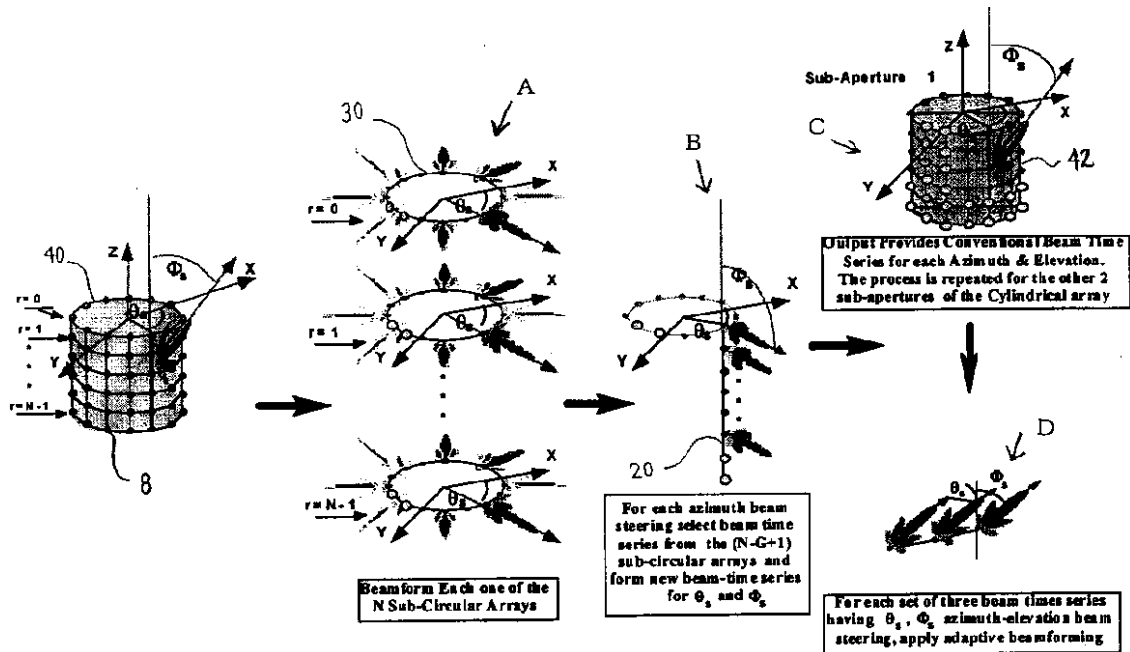 Z
40
Φs
X
r=0
θs
r= 1
Y
r=N-1
8
A
30
X
r= 0
θs
Y
X
r= 1
θs
Y
X
θs
r=N- 1
Y
Beamform Each one of the
N Sub-Circular Arrays
B
Φs
X
θs
Y
20
For each azimuth beam
steering select beam time
series from the (N-G+1)
sub-circular arrays and
form new beam-time series
for θs and Φs
Z
Φs
Sub-Aperture 1
X
C
θs
42
Y
Output Provides Conventional Beam Time
Series for each Azimuth & Elevation.
The process is repeated for the other 2
sub-apertures of the Cylindrical array
D
θs Φs
For each set of three beam times series
having θs , Φs azimuth-elevation beam
steering, apply adaptive beamforming